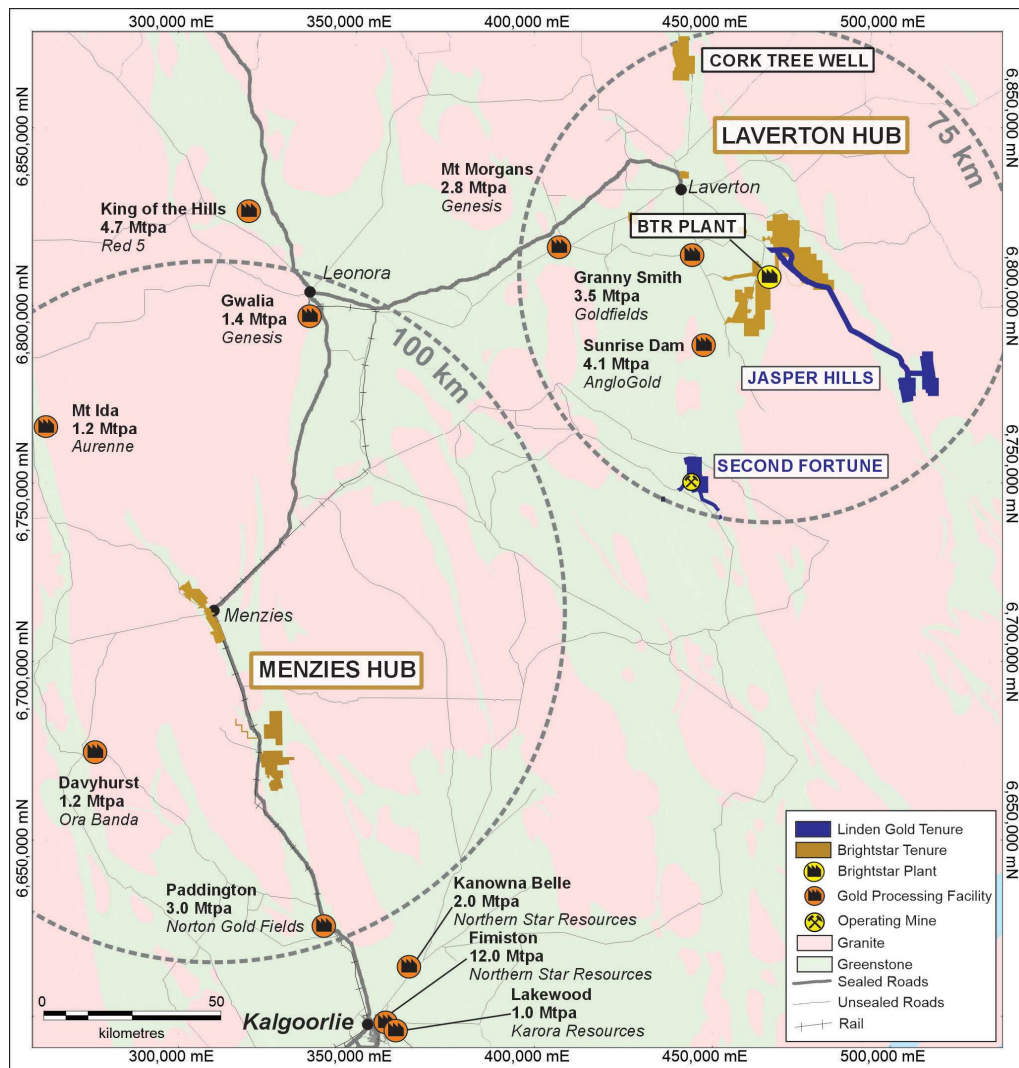 300,000 mE
350,000 mE
400,000 mE
450,000 mE
500,000 mE
6,850,000 mN
6,800,000 mN
6,750,000 mN
6,700,000 mN
6,650,000 mN
CORK TREE WELL
LAVERTON HUB
75 km
Mt Morgans
2.8 Mtpa
Genesis
Laverton
King of the Hills
4.7 Mtpa
Red 5
BTR PLANT
Leonora
Granny Smith
3.5 Mtpa
Goldfields
Gwalia
1.4 Mtpa
Genesis
100 km
Sunrise Dam
4.1 Mtpa
AngloGold
JASPER HILLS
Mt Ida
1.2 Mtpa
Aurenne
SECOND FORTUNE
Menzies
MENZIES HUB
Davyhurst
1.2 Mtpa
Ora Banda
Paddington
3.0 Mtpa
Norton Gold Fields
Kanowna Belle
2.0 Mtpa
Northern Star Resources
Fimiston
12.0 Mtpa
Northern Star Resources
Lakewood
1.0 Mtpa
Karora Resources
Kalgoorlie
0 50
kilometres
Linden Gold Tenure
Brightstar Tenure
Brightstar Plant
Gold Processing Facility
Operating Mine
Granite
Greenstone
Sealed Roads
Unsealed Roads
Rail
6,850,000 mN
6,800,000 mN
6,750,000 mN
6,700,000 mN
6,650,000 mN
300,000 mE
350,000 mE
400,000 mE
450,000 mE
500,000 mE